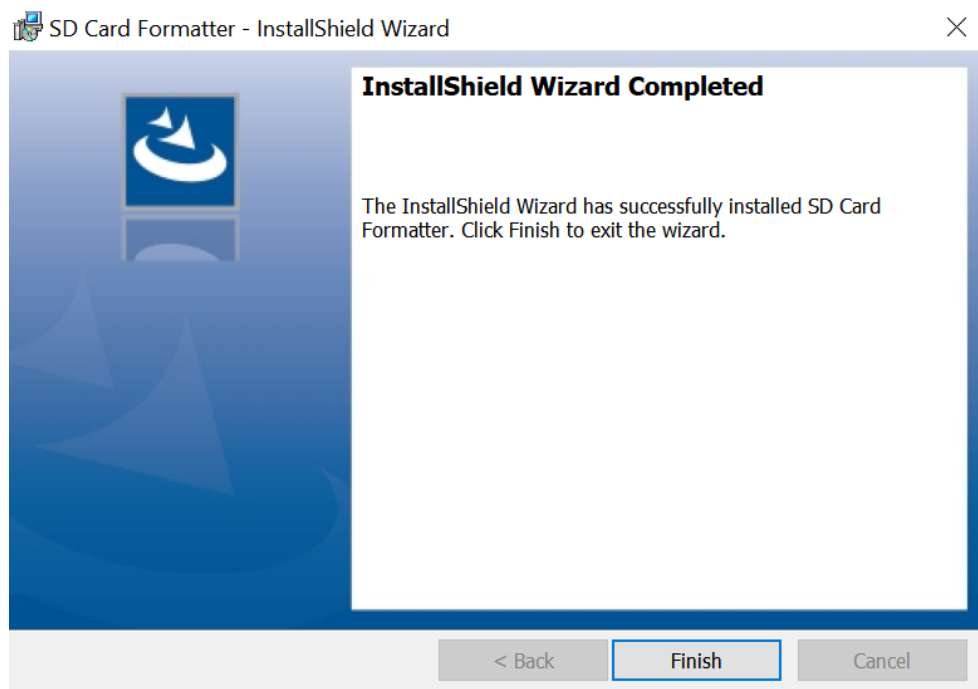 SD Card Formatter - InstallShield Wizard
InstallShield Wizard Completed
The InstallShield Wizard has successfully installed SD Card
Formatter. Click Finish to exit the wizard.
< Back
Finish
Cancel